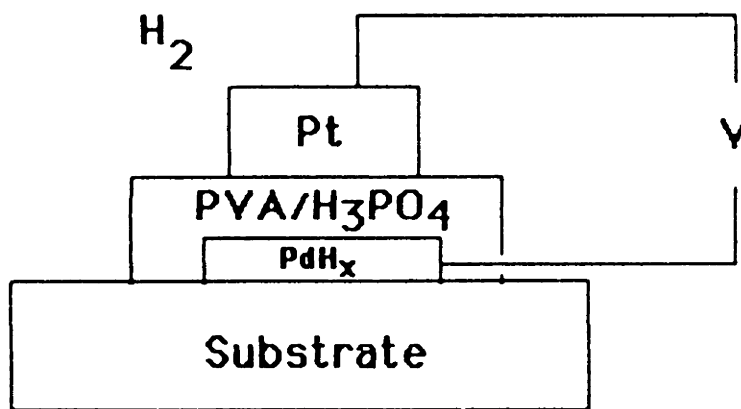 H₂
Pt
V
PVA/H₃PO₄
PdHₓ
Substrate